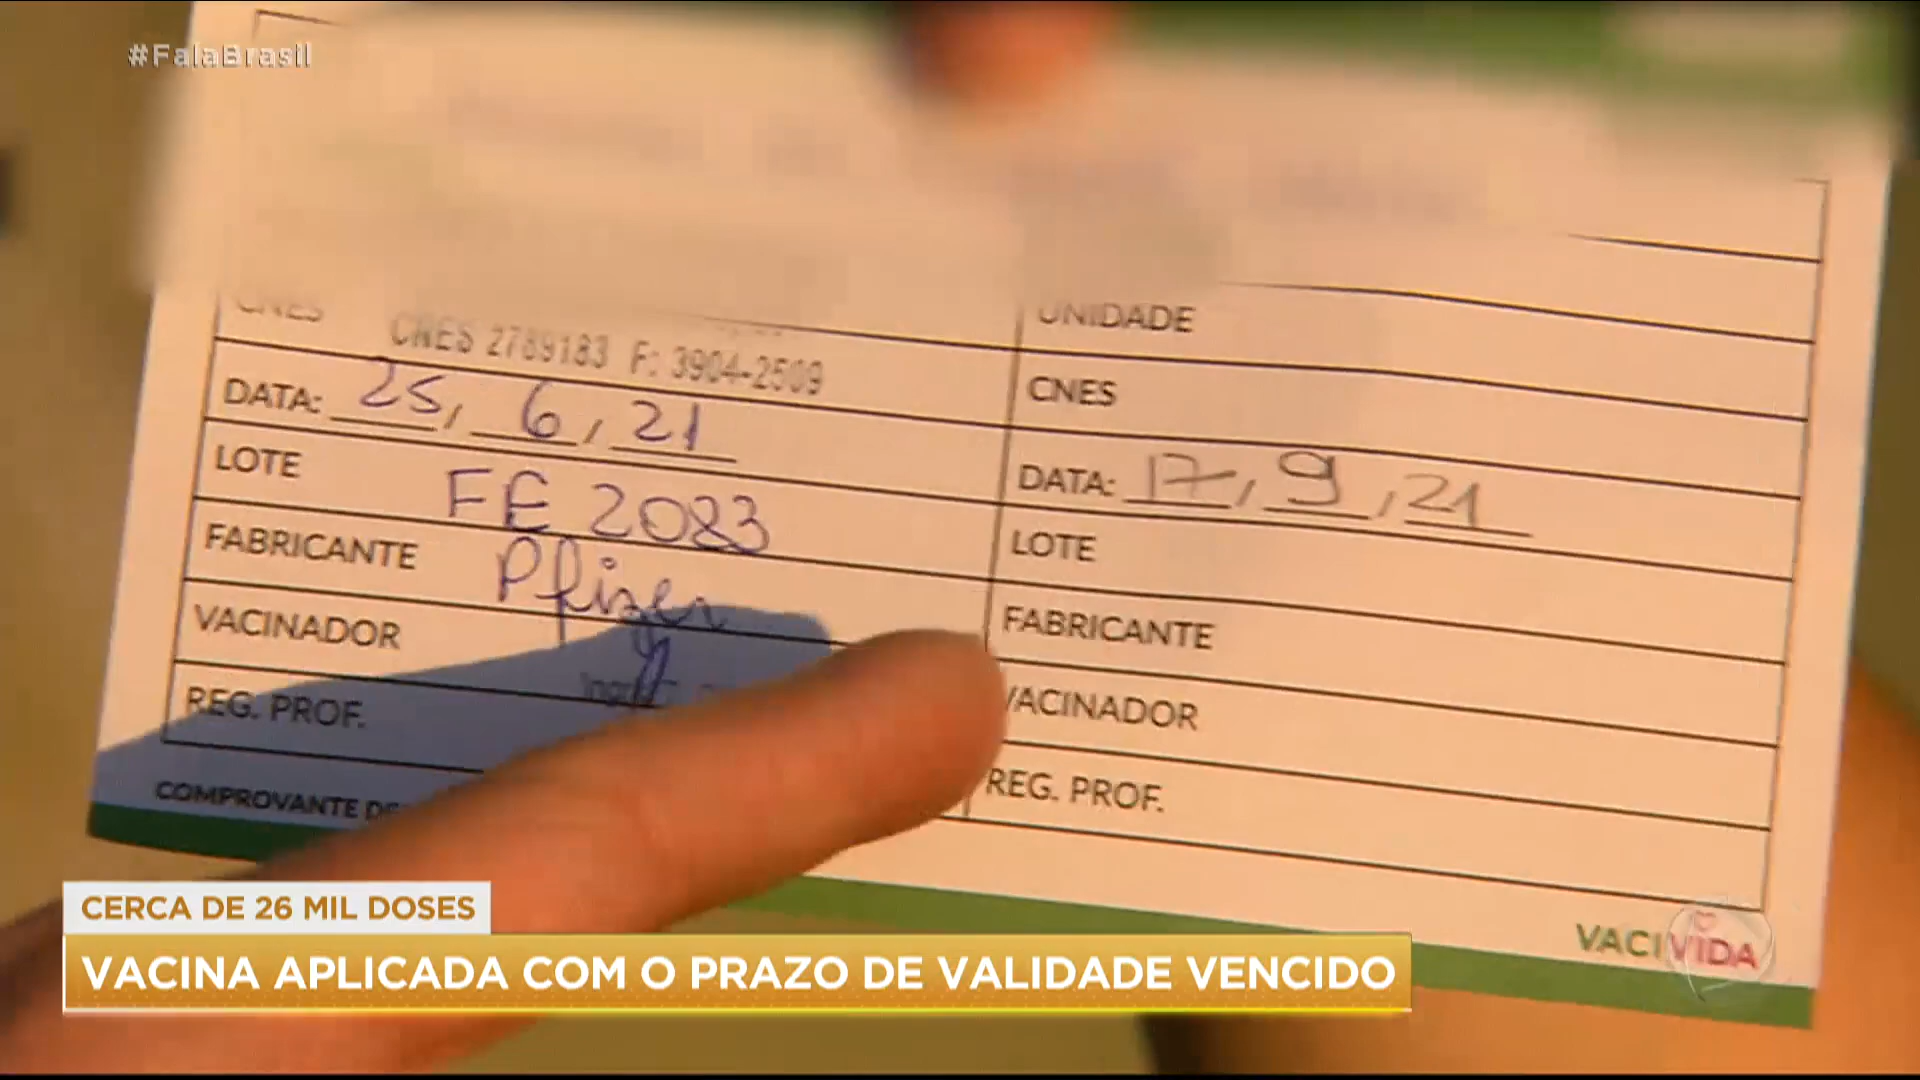 #FalaBrasil
CNES CNES 2789183 F: 3904-2509
DATA: 25, 6, 21
LOTE FE 2083
FABRICANTE Pfizer
VACINADOR
REG. PROF.
COMPROVANTE DE
UNIDADE
CNES
DATA: 17, 9, 21
LOTE
FABRICANTE
VACINADOR
REG. PROF.
VACIVIDA
CERCA DE 26 MIL DOSES
VACINA APLICADA COM O PRAZO DE VALIDADE VENCIDO